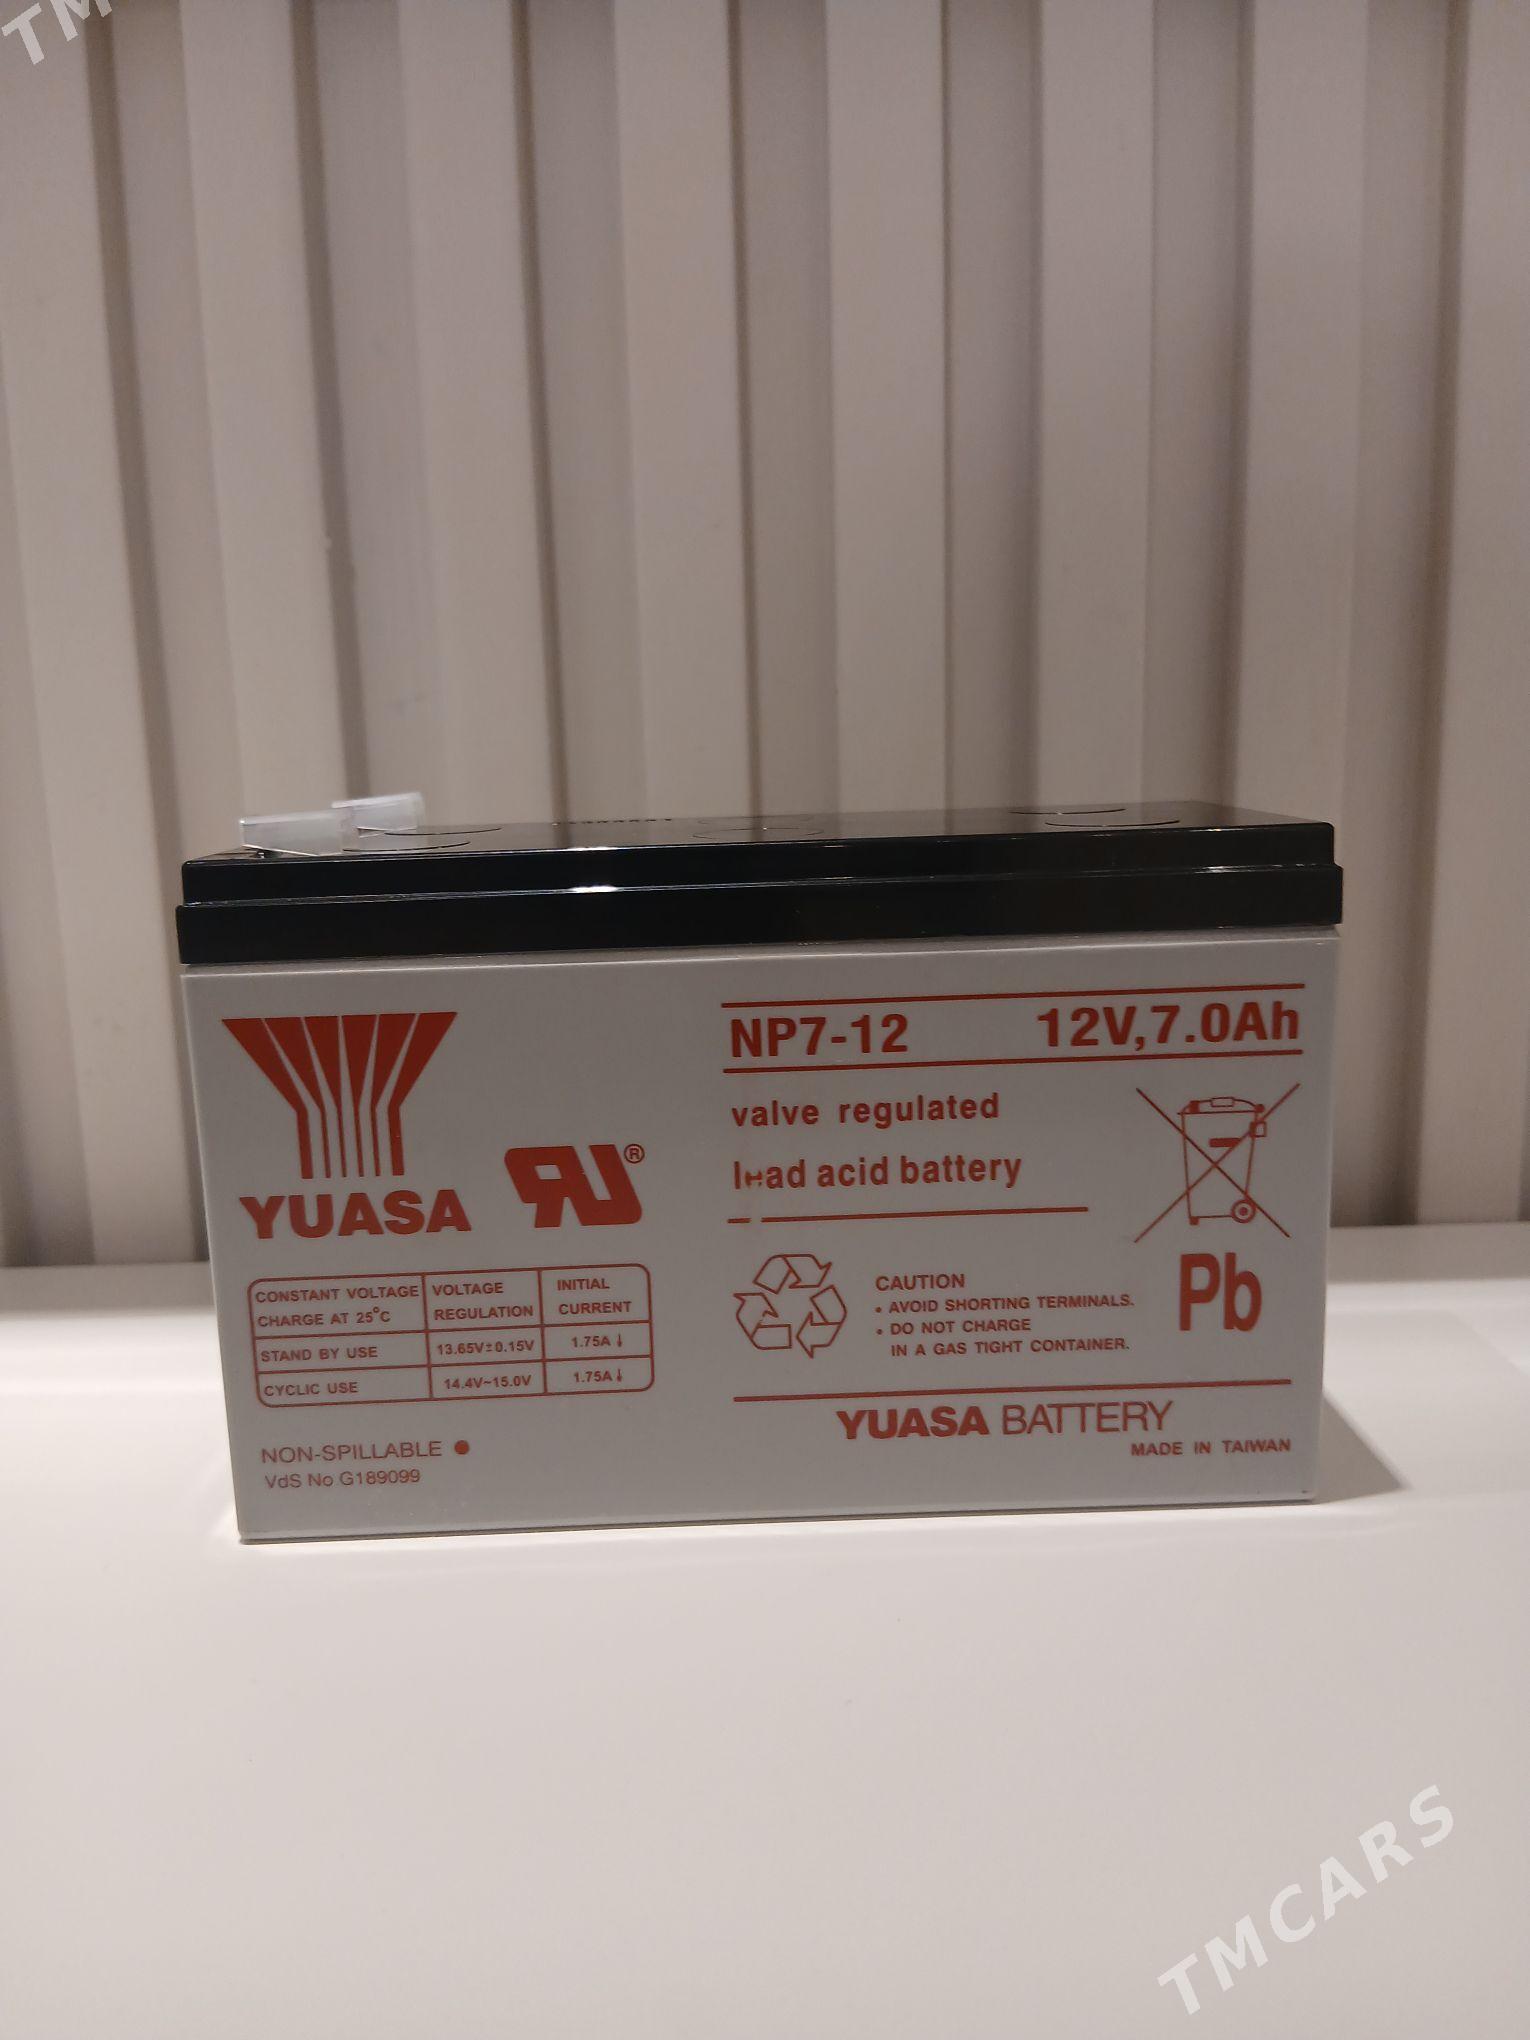 TM
YUASA
RU®
CONSTANT VOLTAGE CHARGE AT 25°C VOLTAGE REGULATION INITIAL CURRENT
STAND BY USE 13.65V±0.15V 1.75A↓
CYCLIC USE 14.4V~15.0V 1.75A↓
NON-SPILLABLE ●
VdS No G189099
NP7-12 12V,7.0Ah
valve regulated
lead acid battery
CAUTION
• AVOID SHORTING TERMINALS.
• DO NOT CHARGE
IN A GAS TIGHT CONTAINER.
Pb
YUASA BATTERY
MADE IN TAIWAN
TMCARS